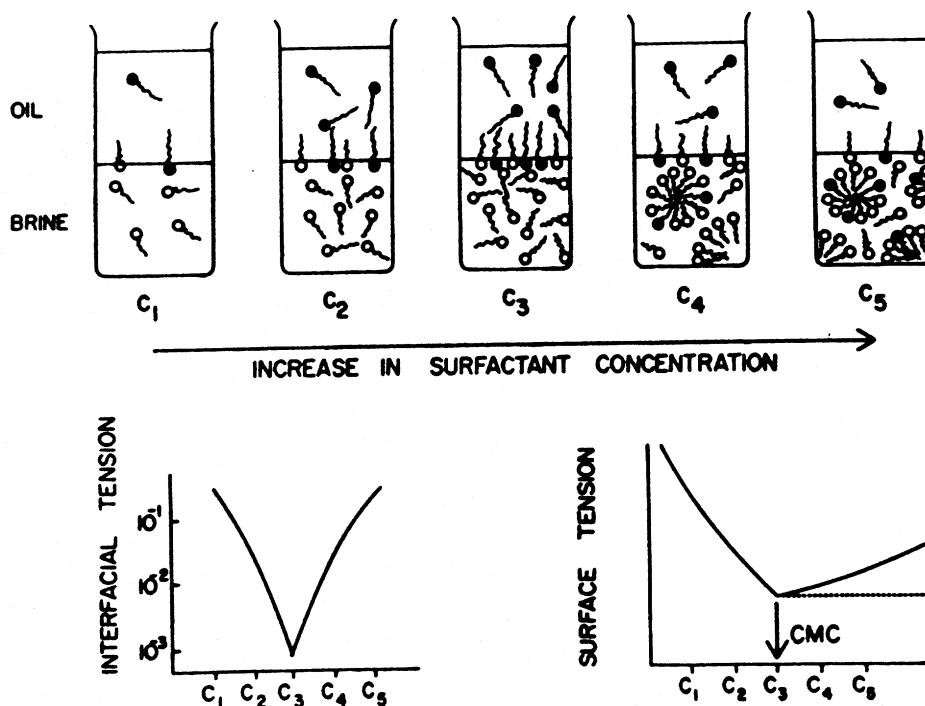 OIL
BRINE
C₁ C₂ C₃ C₄ C₅
INCREASE IN SURFACTANT CONCENTRATION
INTERFACIAL TENSION
10⁻¹
10⁻²
10⁻³
C₁ C₂ C₃ C₄ C₅
SURFACE TENSION
CMC
C₁ C₂ C₃ C₄ C₅